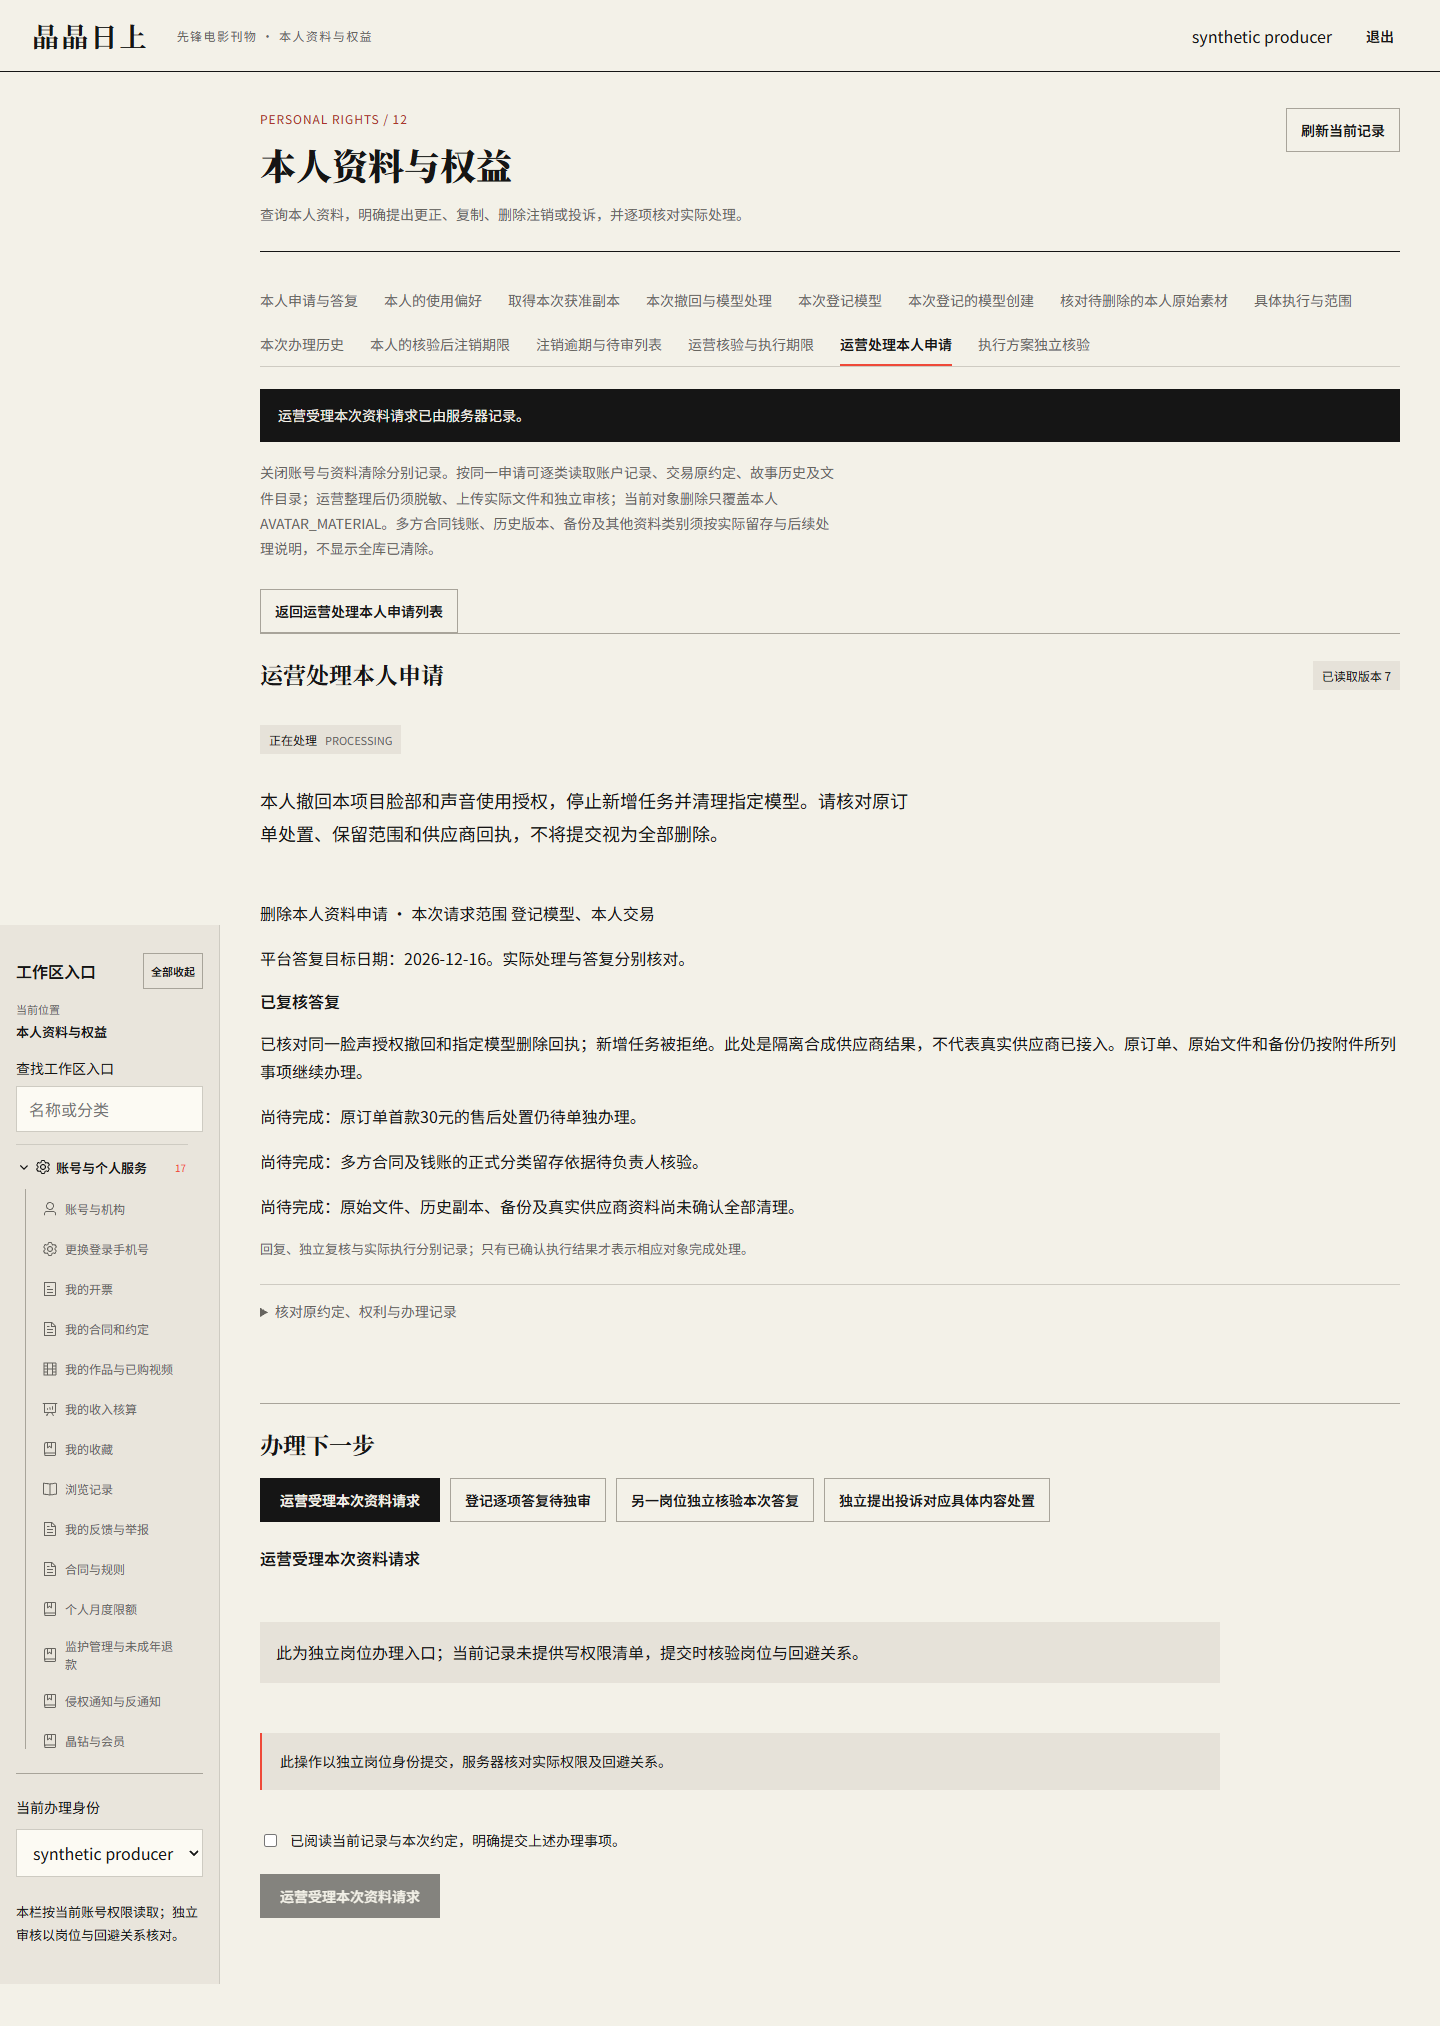 晶晶日上
先锋电影刊物 · 本人资料与权益
synthetic producer
退出
PERSONAL RIGHTS / 12
刷新当前记录
本人资料与权益
查询本人资料，明确提出更正、复制、删除注销或投诉，并逐项核对实际处理。
本人申请与答复 本人的使用偏好 取得本次获准副本 本次撤回与模型处理 本次登记模型 本次登记的模型创建 核对待删除的本人原始素材 具体执行与范围
本次办理历史 本人的核验后注销期限 注销逾期与待审列表 运营核验与执行期限 运营处理本人申请 执行方案独立核验
运营受理本次资料请求已由服务器记录。
关闭账号与资料清除分别记录。按同一申请可逐类读取账户记录、交易原约定、故事历史及文
件目录；运营整理后仍须脱敏、上传实际文件和独立审核；当前对象删除只覆盖本人
AVATAR_MATERIAL。多方合同钱账、历史版本、备份及其他资料类别须按实际留存与后续处
理说明，不显示全库已清除。
返回运营处理本人申请列表
运营处理本人申请
已读取版本 7
正在处理 PROCESSING
本人撤回本项目脸部和声音使用授权，停止新增任务并清理指定模型。请核对原订
单处置、保留范围和供应商回执，不将提交视为全部删除。
删除本人资料申请 · 本次请求范围 登记模型、本人交易
平台答复目标日期：2026-12-16。实际处理与答复分别核对。
已复核答复
已核对同一脸声授权撤回和指定模型删除回执；新增任务被拒绝。此处是隔离合成供应商结果，不代表真实供应商已接入。原订单、原始文件和备份仍按附件所列
事项继续办理。
尚待完成：原订单首款30元的售后处置仍待单独办理。
尚待完成：多方合同及钱账的正式分类留存依据待负责人核验。
尚待完成：原始文件、历史副本、备份及真实供应商资料尚未确认全部清理。
回复、独立复核与实际执行分别记录；只有已确认执行结果才表示相应对象完成处理。
核对原约定、权利与办理记录
办理下一步
运营受理本次资料请求
登记逐项答复待独审
另一岗位独立核验本次答复
独立提出投诉对应具体内容处置
运营受理本次资料请求
此为独立岗位办理入口；当前记录未提供写权限清单，提交时核验岗位与回避关系。
此操作以独立岗位身份提交，服务器核对实际权限及回避关系。
已阅读当前记录与本次约定，明确提交上述办理事项。
运营受理本次资料请求
工作区入口
全部收起
当前位置
本人资料与权益
查找工作区入口
名称或分类
账号与个人服务 17
账号与机构
更换登录手机号
我的开票
我的合同和约定
我的作品与已购视频
我的收入核算
我的收藏
浏览记录
我的反馈与举报
合同与规则
个人月度限额
监护管理与未成年退
款
侵权通知与反通知
晶钻与会员
当前办理身份
synthetic producer
本栏按当前账号权限读取；独立
审核以岗位与回避关系核对。